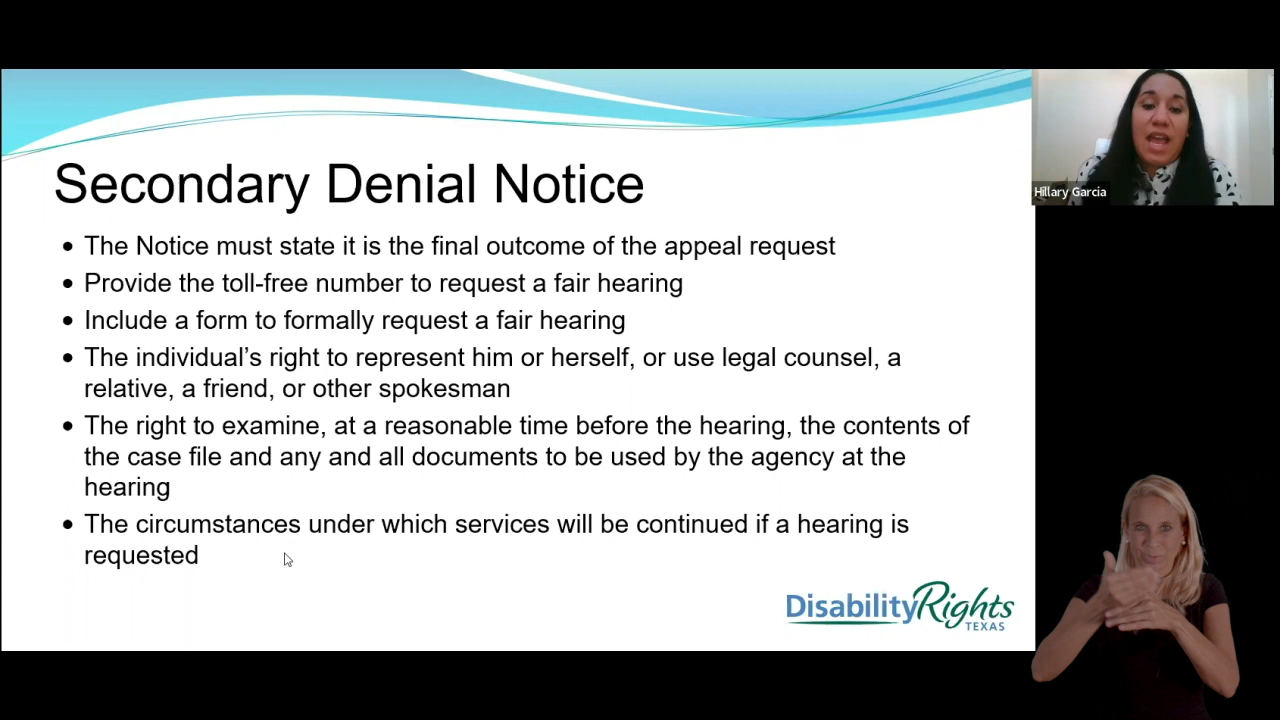 Secondary Denial Notice
• The Notice must state it is the final outcome of the appeal request
• Provide the toll-free number to request a fair hearing
• Include a form to formally request a fair hearing
• The individual's right to represent him or herself, or use legal counsel, a
relative, a friend, or other spokesman
• The right to examine, at a reasonable time before the hearing, the contents of
the case file and any and all documents to be used by the agency at the
hearing
• The circumstances under which services will be continued if a hearing is
requested
DisabilityRights
TEXAS
Hillary Garcia